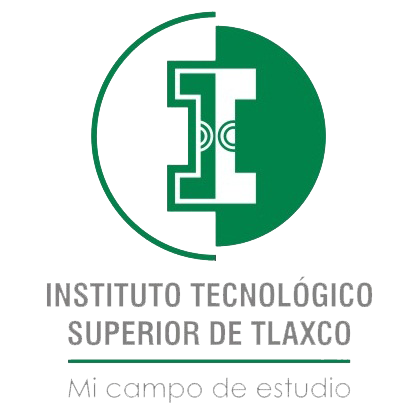 INSTITUTO TECNOLÓGICO
SUPERIOR DE TLAXCO
Mi campo de estudio